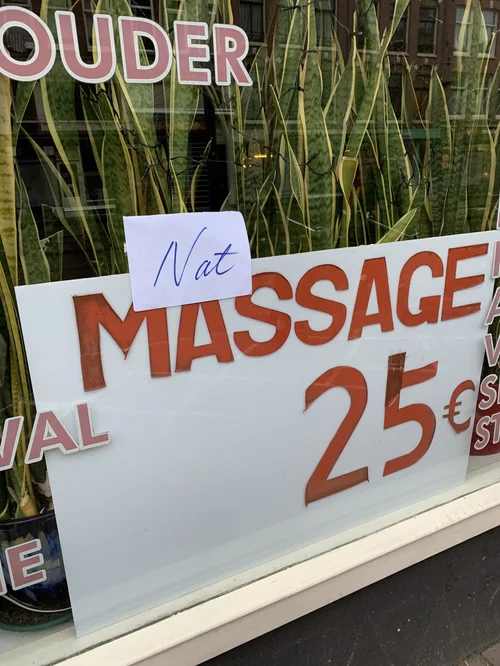 OUDER
Nat
MASSAGE
25€
VAL
E